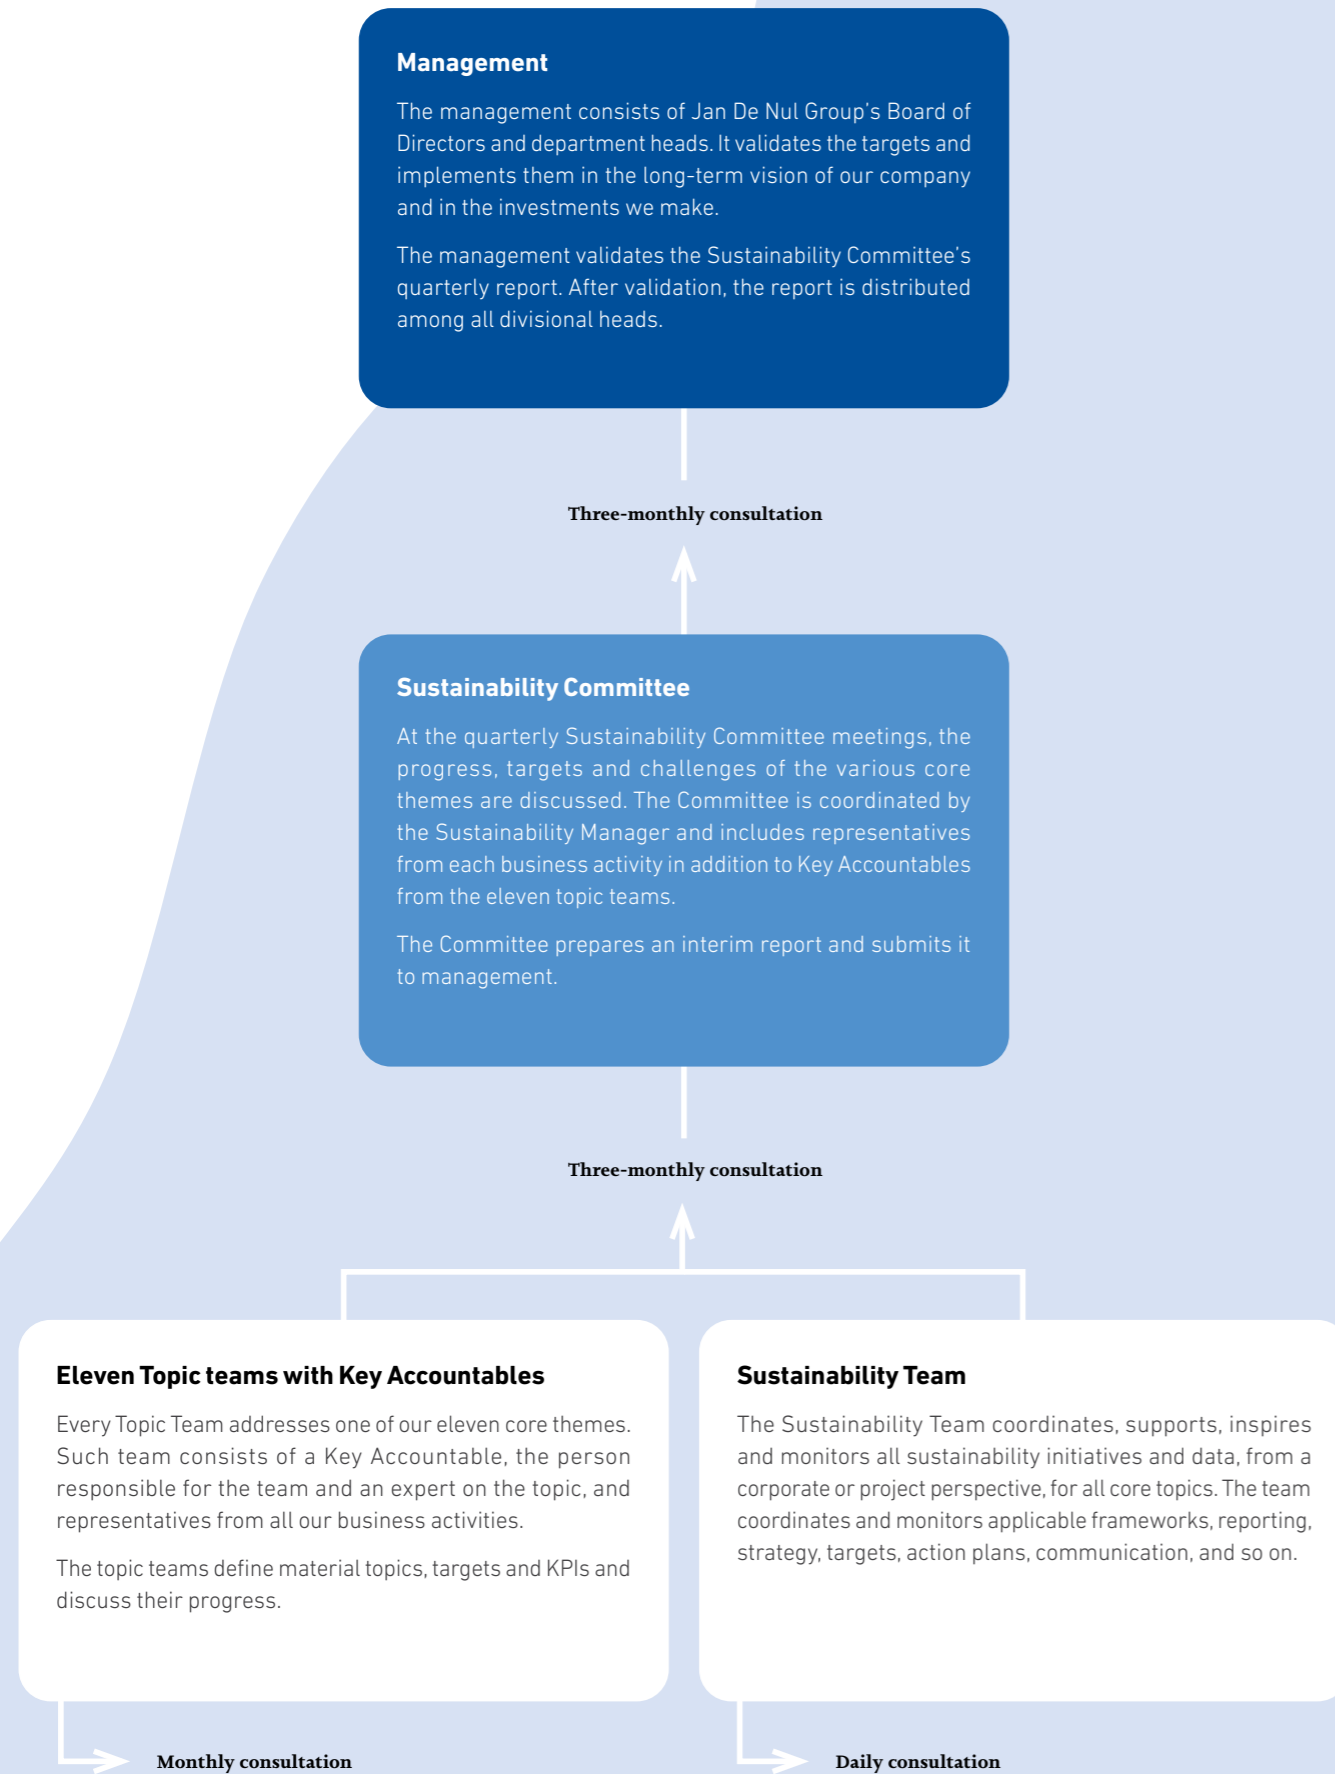 Management
The management consists of Jan De Nul Group's Board of
Directors and department heads. It validates the targets and
implements them in the long-term vision of our company
and in the investments we make.
The management validates the Sustainability Committee's
quarterly report. After validation, the report is distributed
among all divisional heads.
Three-monthly consultation
Sustainability Committee
At the quarterly Sustainability Committee meetings, the
progress, targets and challenges of the various core
themes are discussed. The Committee is coordinated by
the Sustainability Manager and includes representatives
from each business activity in addition to Key Accountables
from the eleven topic teams.
The Committee prepares an interim report and submits it
to management.
Three-monthly consultation
Eleven Topic teams with Key Accountables
Every Topic Team addresses one of our eleven core themes.
Such team consists of a Key Accountable, the person
responsible for the team and an expert on the topic, and
representatives from all our business activities.
The topic teams define material topics, targets and KPIs and
discuss their progress.
Monthly consultation
Sustainability Team
The Sustainability Team coordinates, supports, inspires
and monitors all sustainability initiatives and data, from a
corporate or project perspective, for all core topics. The team
coordinates and monitors applicable frameworks, reporting,
strategy, targets, action plans, communication, and so on.
Daily consultation